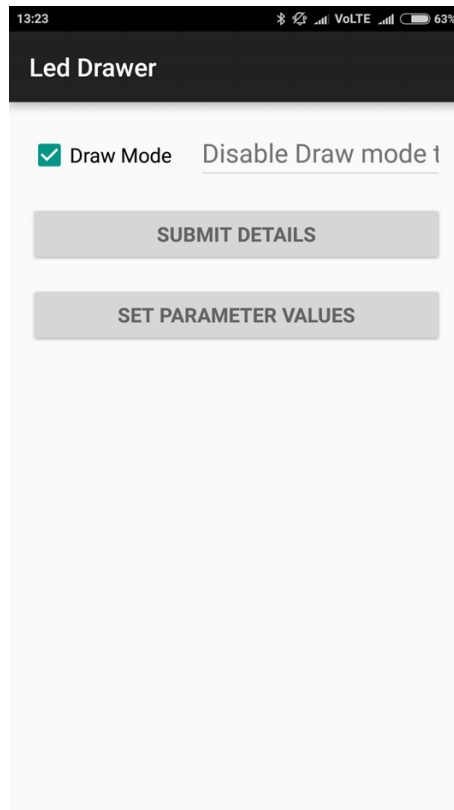 13:23 VoLTE 63%
Led Drawer
Draw Mode Disable Draw mode t
SUBMIT DETAILS
SET PARAMETER VALUES